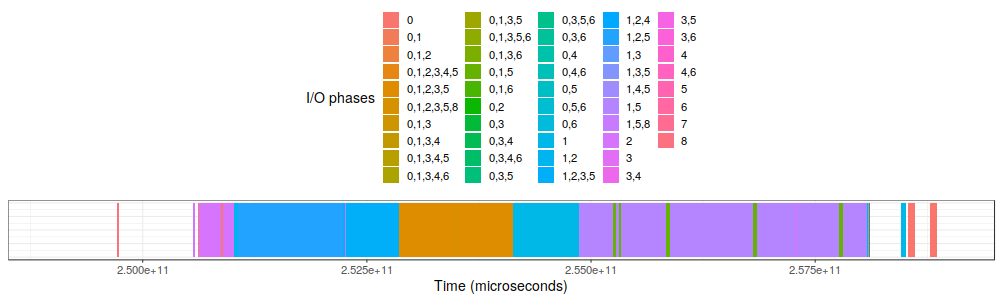 0 0,1,3,5 0,3,5,6 1,2,4 3,5
0,1 0,1,3,5,6 0,3,6 1,2,5 3,6
0,1,2 0,1,3,6 0,4 1,3 4
0,1,2,3,4,5 0,1,5 0,4,6 1,3,5 4,6
0,1,2,3,5 0,1,6 0,5 1,4,5 5
I/O phases
0,1,2,3,5,8 0,2 0,5,6 1,5 6
0,1,3 0,3 0,6 1,5,8 7
0,1,3,4 0,3,4 1 2 8
0,1,3,4,5 0,3,4,6 1,2 3
0,1,3,4,6 0,3,5 1,2,3,5 3,4
2.500e+11 2.525e+11 2.550e+11 2.575e+11
Time (microseconds)